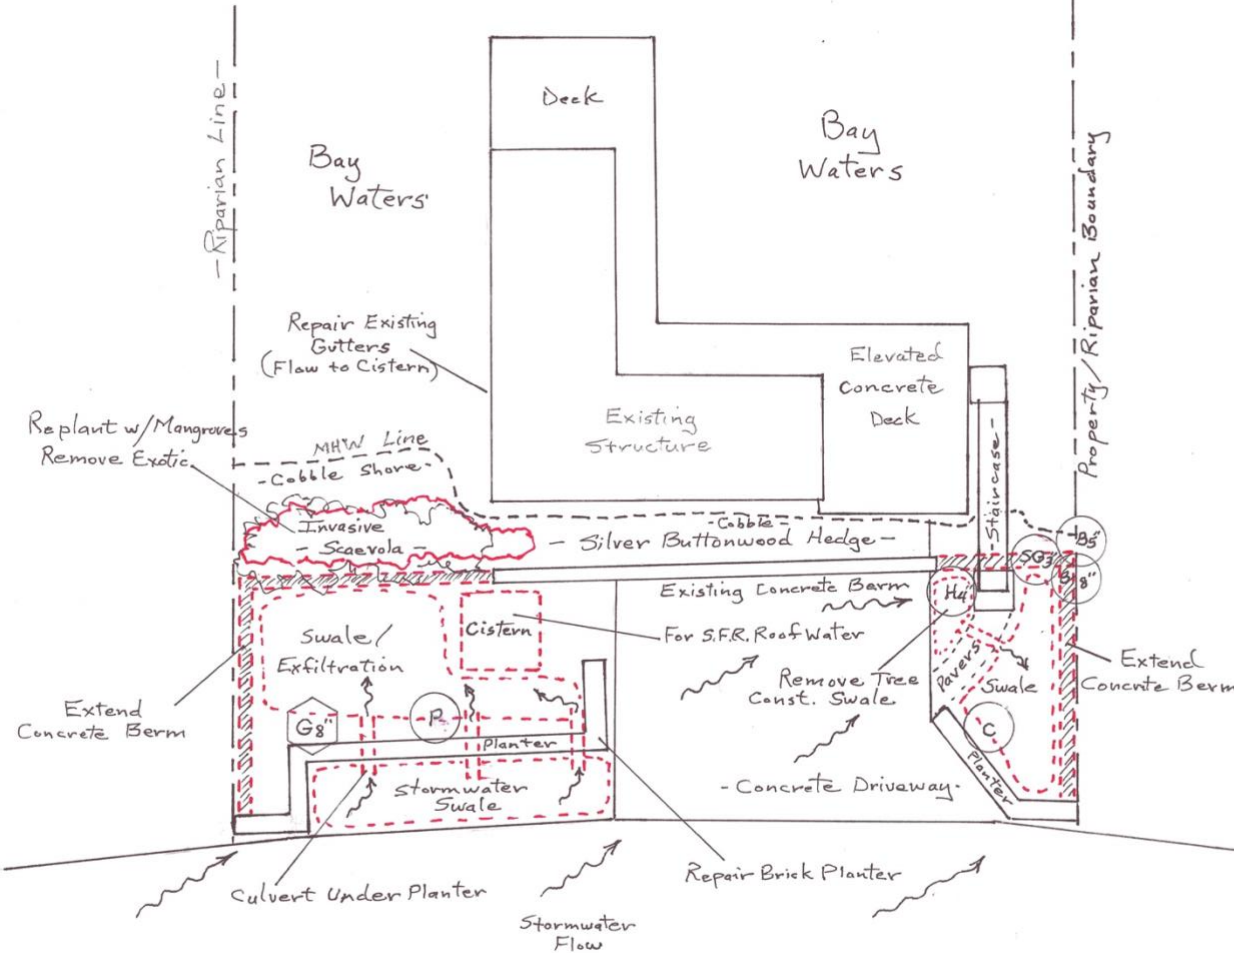 Deck
Bay
Waters
Bay
Waters
-Riparian Line-
Property/Riparian Boundary
Repair Existing
Gutters
(Flow to Cistern)
Elevated
Concrete
Deck
Existing
Structure
Replant w/Mangroves
Remove Exotic
MHW Line
-Cobble Shore-
-Staircase-
Invasive
- Scaevola -
-Cobble-
- Silver Buttonwood Hedge-
SG3"
8"
Existing Concrete Berm
H4"
Swale/
Exfiltration
Cistern
For S.F.R. Roof Water
Pavers
Remove Tree
Const. Swale
Swale
Extend
Concrete Berm
Extend
Concrete Berm
G8"
P
C
Planter
Planter
Stormwater
Swale
-Concrete Driveway-
Culvert Under Planter
Repair Brick Planter
Stormwater
Flow